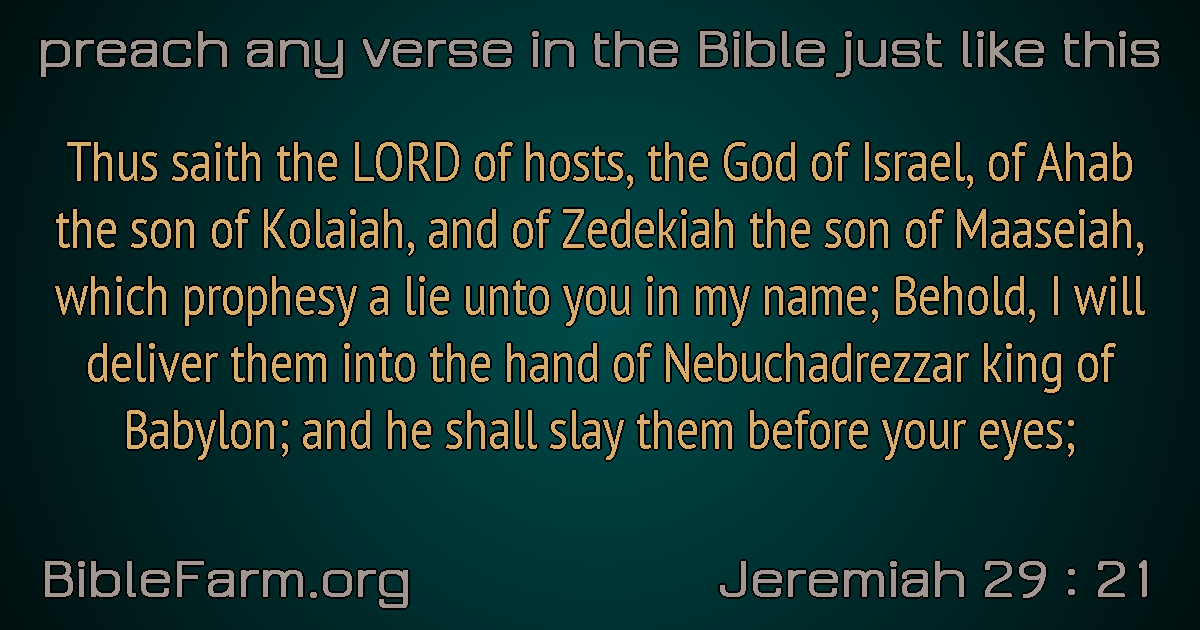 preach any verse in the Bible just like this
Thus saith the LORD of hosts, the God of Israel, of Ahab
the son of Kolaiah, and of Zedekiah the son of Maaseiah,
which prophesy a lie unto you in my name; Behold, I will
deliver them into the hand of Nebuchadrezzar king of
Babylon; and he shall slay them before your eyes;
BibleFarm.org
Jeremiah 29 : 21